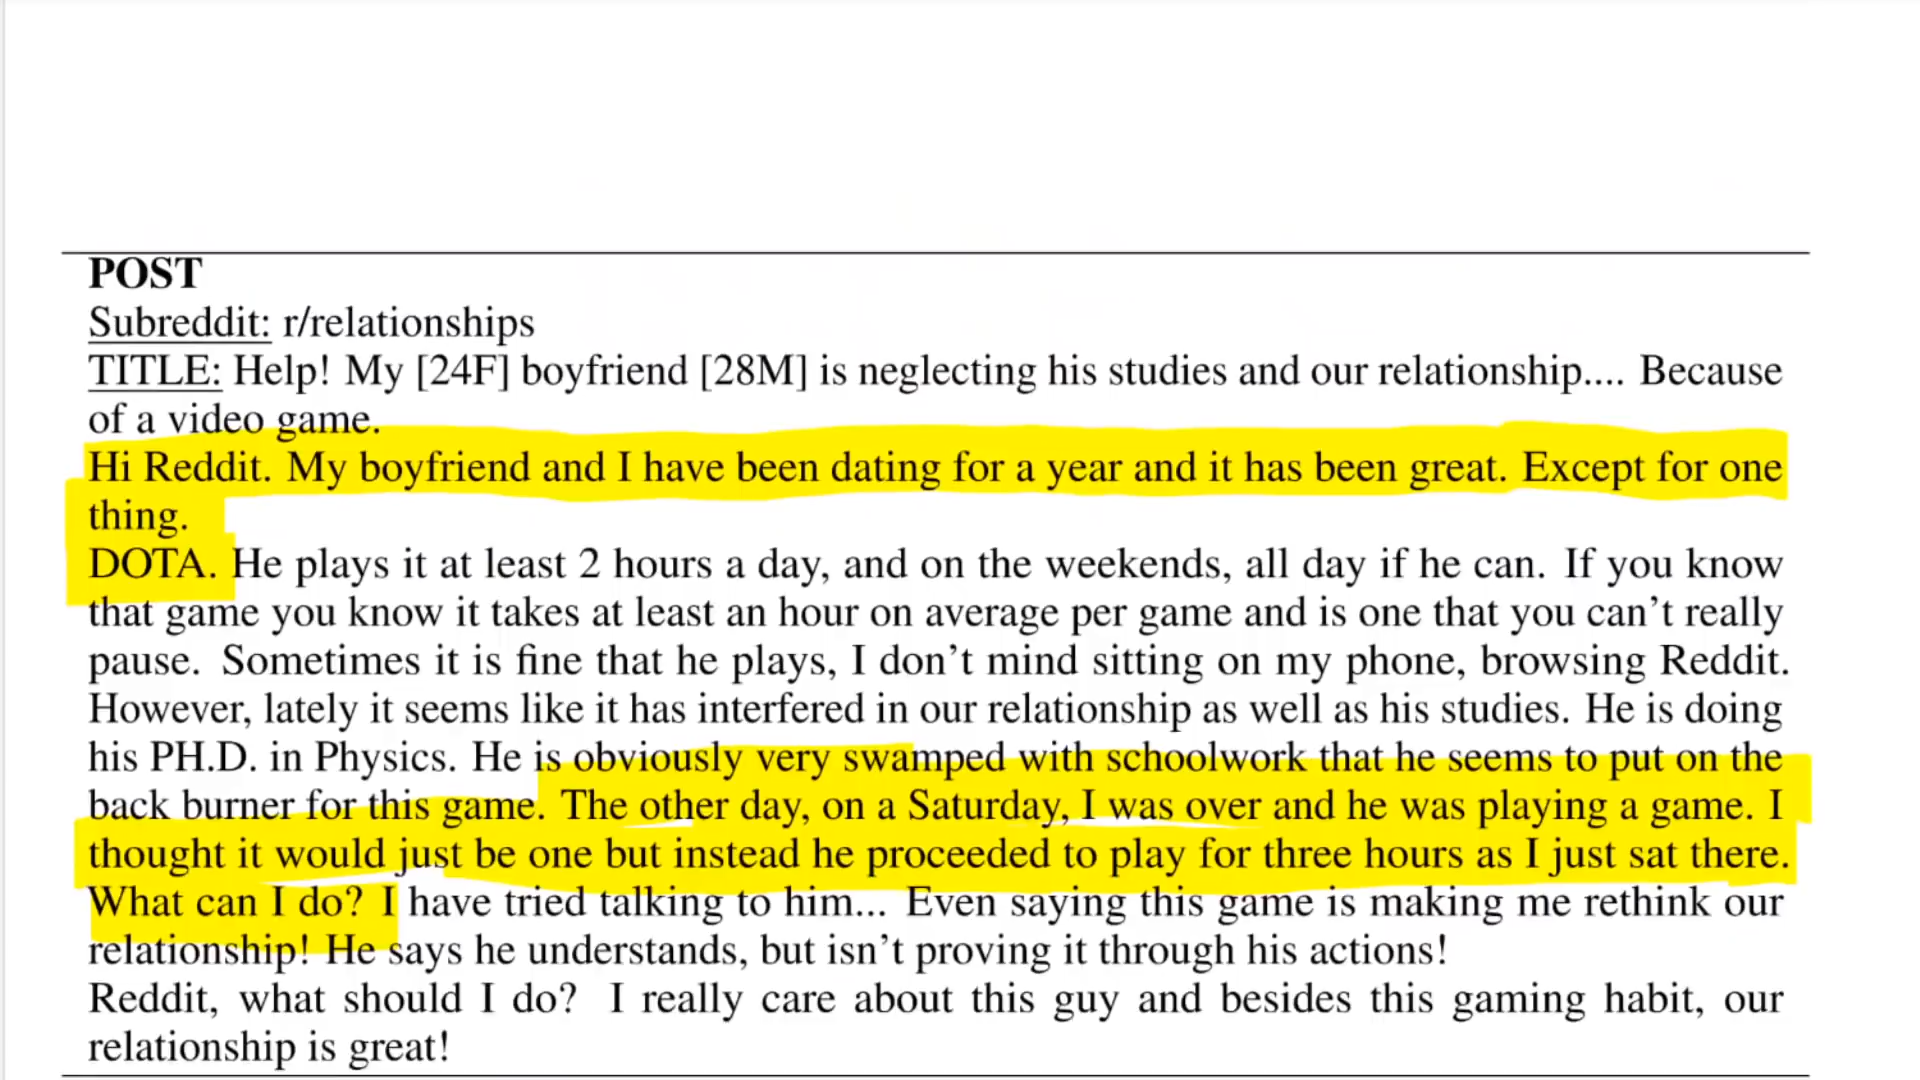 POST
Subreddit: r/relationships
TITLE: Help! My [24F] boyfriend [28M] is neglecting his studies and our relationship.... Because
of a video game.
Hi Reddit. My boyfriend and I have been dating for a year and it has been great. Except for one
thing.
DOTA. He plays it at least 2 hours a day, and on the weekends, all day if he can. If you know
that game you know it takes at least an hour on average per game and is one that you can’t really
pause. Sometimes it is fine that he plays, I don’t mind sitting on my phone, browsing Reddit.
However, lately it seems like it has interfered in our relationship as well as his studies. He is doing
his PH.D. in Physics. He is obviously very swamped with schoolwork that he seems to put on the
back burner for this game. The other day, on a Saturday, I was over and he was playing a game. I
thought it would just be one but instead he proceeded to play for three hours as I just sat there.
What can I do? I have tried talking to him... Even saying this game is making me rethink our
relationship! He says he understands, but isn’t proving it through his actions!
Reddit, what should I do? I really care about this guy and besides this gaming habit, our
relationship is great!